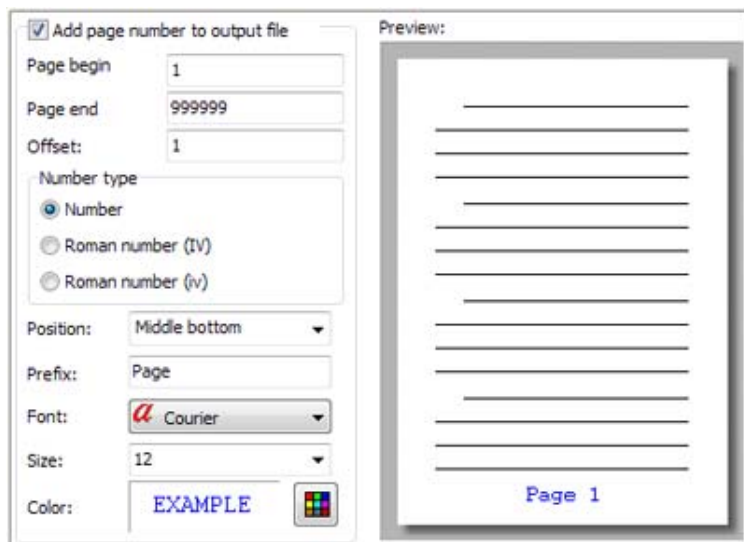 Add page number to output file
Page begin 1
Page end 999999
Offset: 1
Number type
Number
Roman number (IV)
Roman number (iv)
Position: Middle bottom
Prefix: Page
Font: a Courier
Size: 12
Color: EXAMPLE
Preview:
Page 1